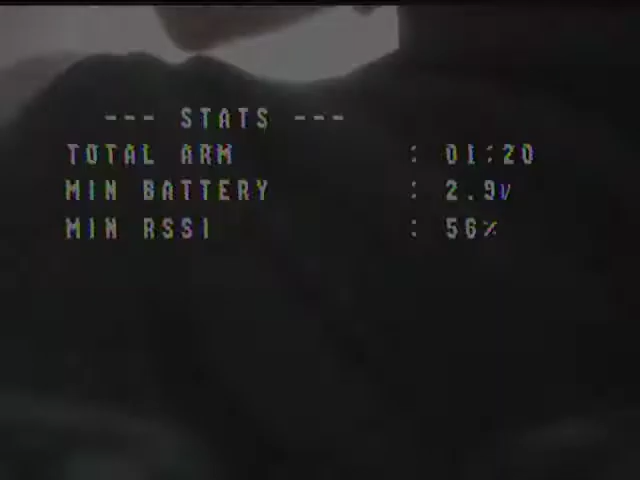 --- STATS ---
TOTAL ARM : 01:20
MIN BATTERY : 2.9V
MIN RSSI : 56%